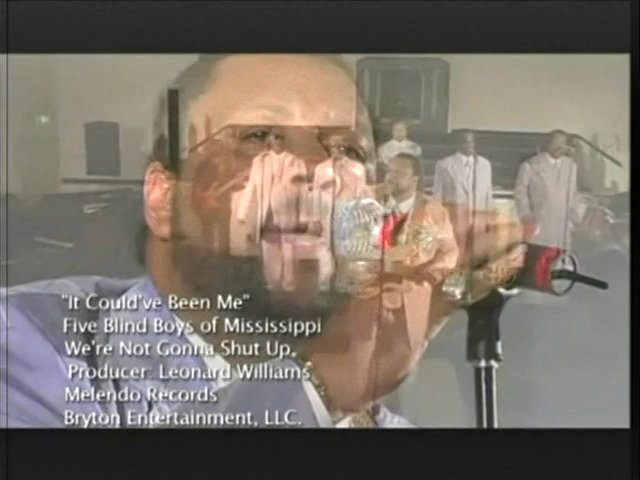 "It Could've Been Me"
Five Blind Boys of Mississippi
We're Not Gonna Shut Up
Producer: Leonard Williams
Melendo Records
Bryton Entertainment, LLC.